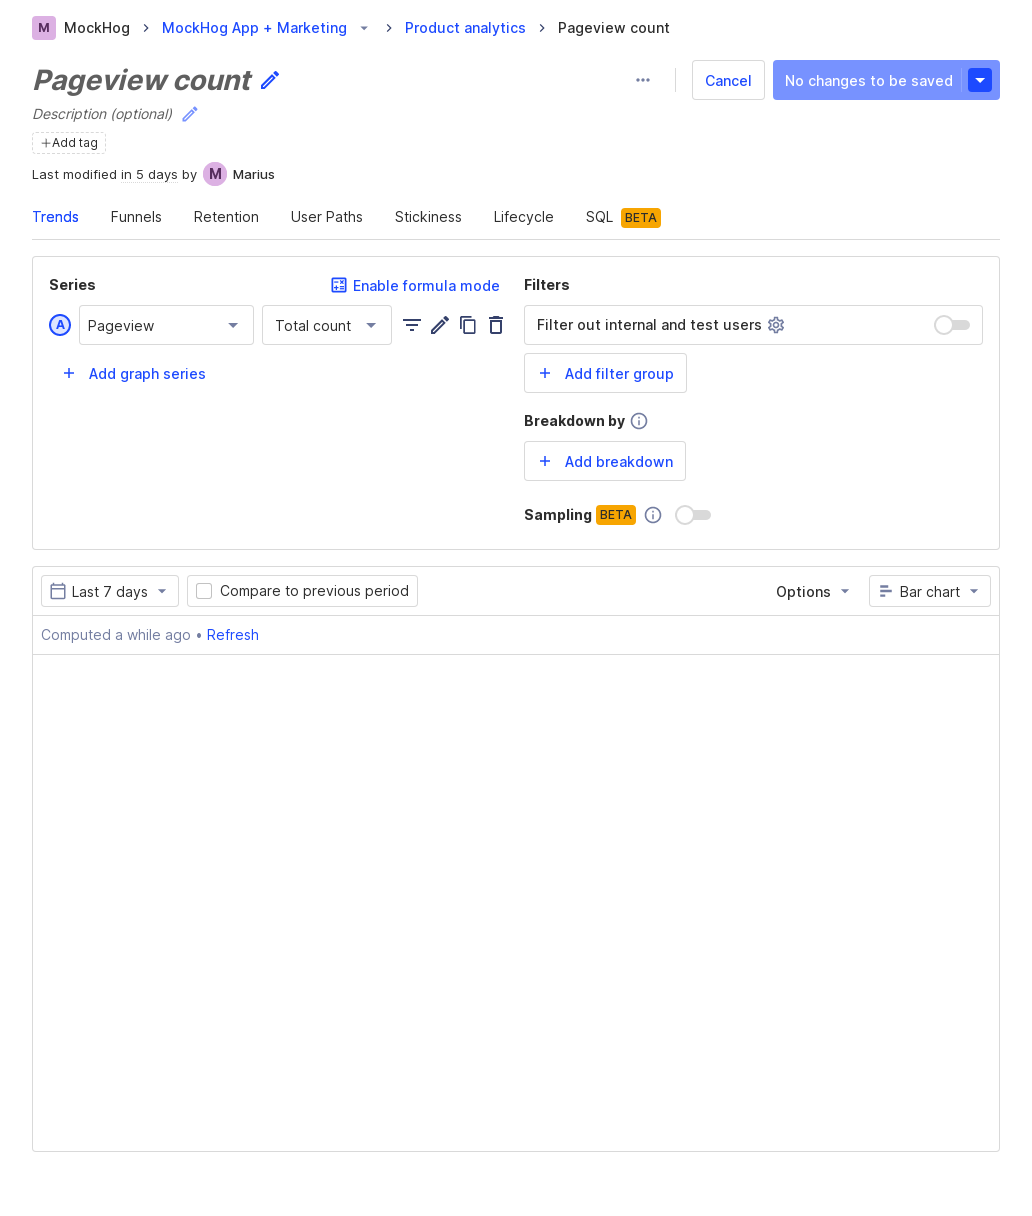 M MockHog > MockHog App + Marketing > Product analytics > Pageview count
Pageview count
Cancel
No changes to be saved
Description (optional)
+Add tag
Last modified in 5 days by M Marius
Trends Funnels Retention User Paths Stickiness Lifecycle SQL BETA
Series
Enable formula mode
A Pageview Total count
+ Add graph series
Filters
Filter out internal and test users
+ Add filter group
Breakdown by
+ Add breakdown
Sampling BETA
Last 7 days Compare to previous period Options Bar chart
Computed a while ago • Refresh